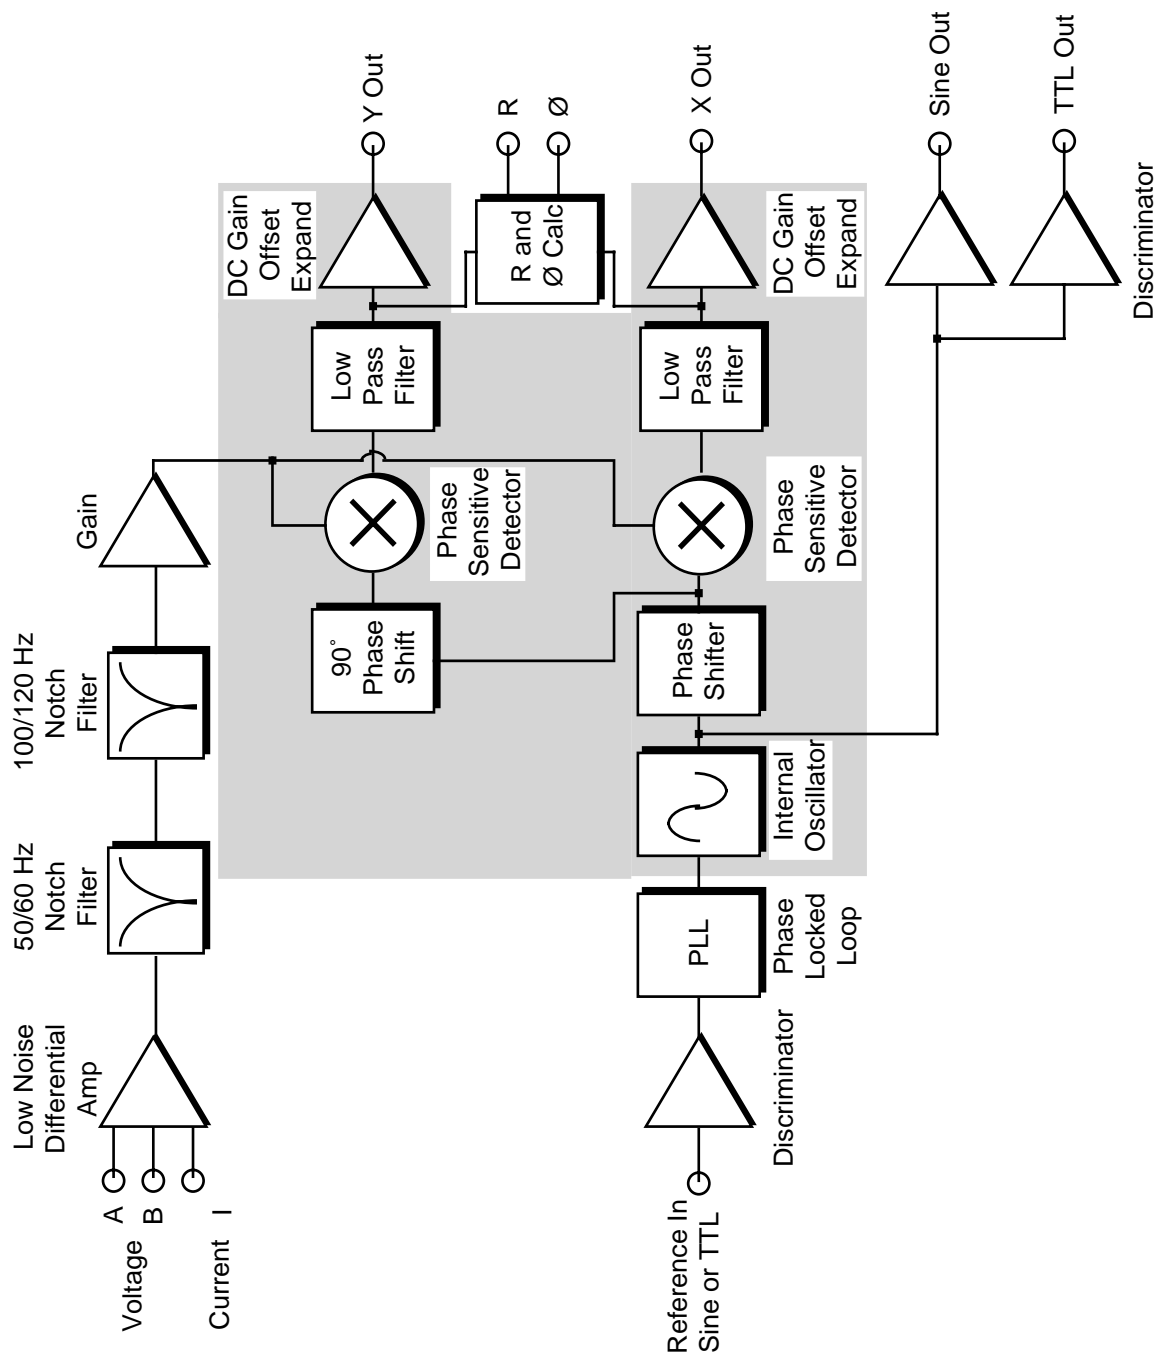 Low Noise
Differential
Amp
50/60 Hz
Notch
Filter
100/120 Hz
Notch
Filter
Gain
A
Voltage
B
Current I
90°
Phase
Shift
Phase
Sensitive
Detector
Low
Pass
Filter
DC Gain
Offset
Expand
Y Out
R and
Ø Calc
R
Ø
Reference In
Sine or TTL
Discriminator
PLL
Phase
Locked
Loop
Internal
Oscillator
Phase
Shifter
Phase
Sensitive
Detector
Low
Pass
Filter
DC Gain
Offset
Expand
X Out
Sine Out
TTL Out
Discriminator